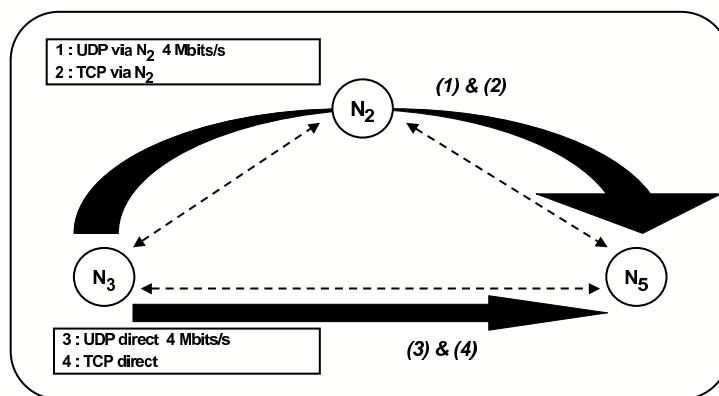 1 : UDP via N2 4 Mbits/s
2 : TCP via N2
(1) & (2)
N2
N3
N5
3 : UDP direct 4 Mbits/s
4 : TCP direct
(3) & (4)